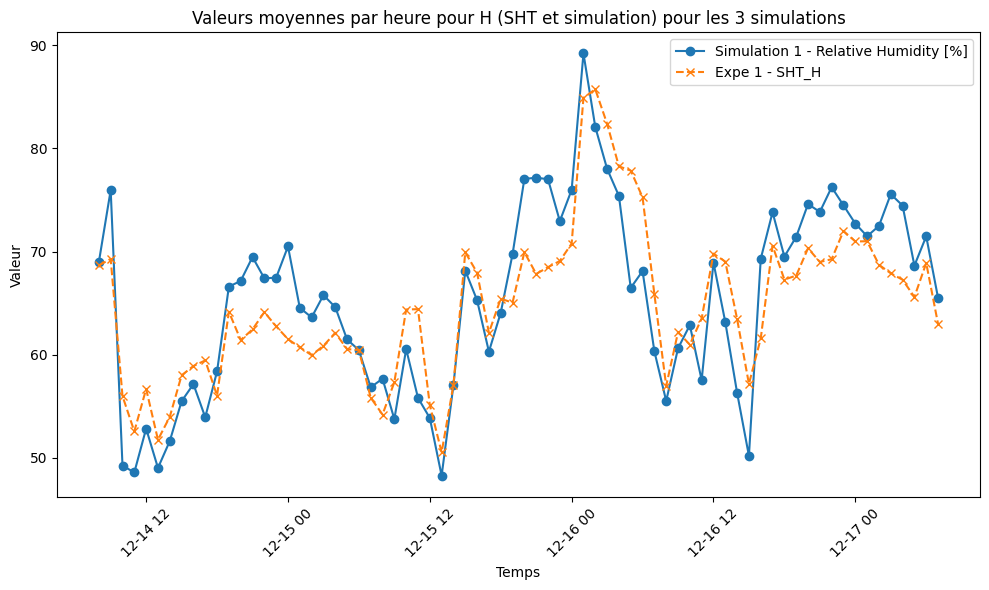 Valeurs moyennes par heure pour H (SHT et simulation) pour les 3 simulations
Simulation 1 - Relative Humidity [%]
Expe 1 - SHT_H
Valeur
90
80
70
60
50
12-14 12
12-15 00
12-15 12
12-16 00
12-16 12
12-17 00
Temps